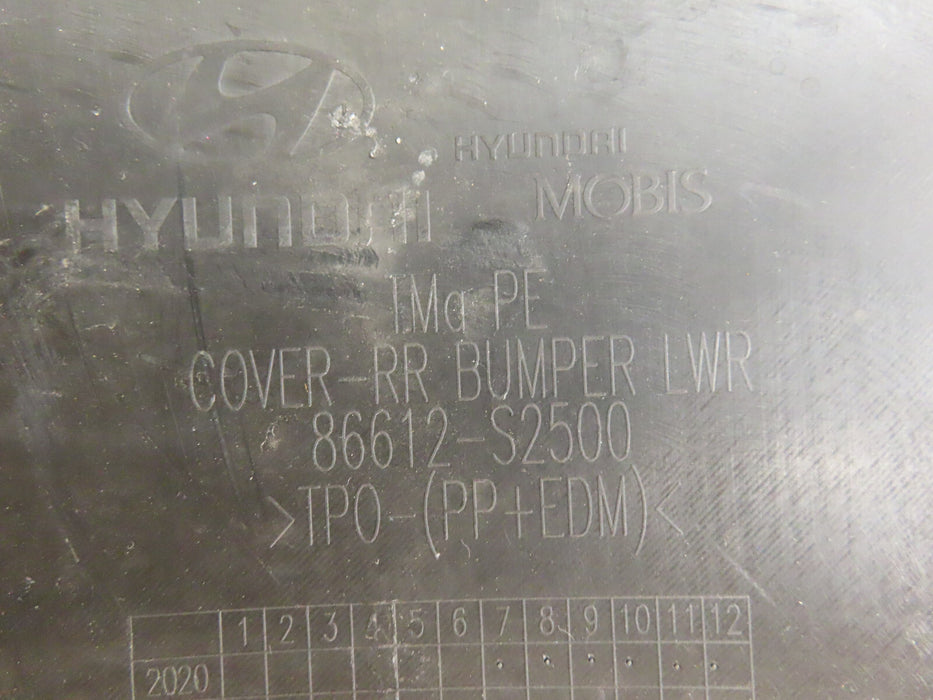 HYUNDAI
MOBIS
HYUNDAI
TMa PE
COVER-RR BUMPER LWR
86612-S2500
>TPO-(PP+EDM)<
1 2 3 4 5 6 7 8 9 10 11 12
2020